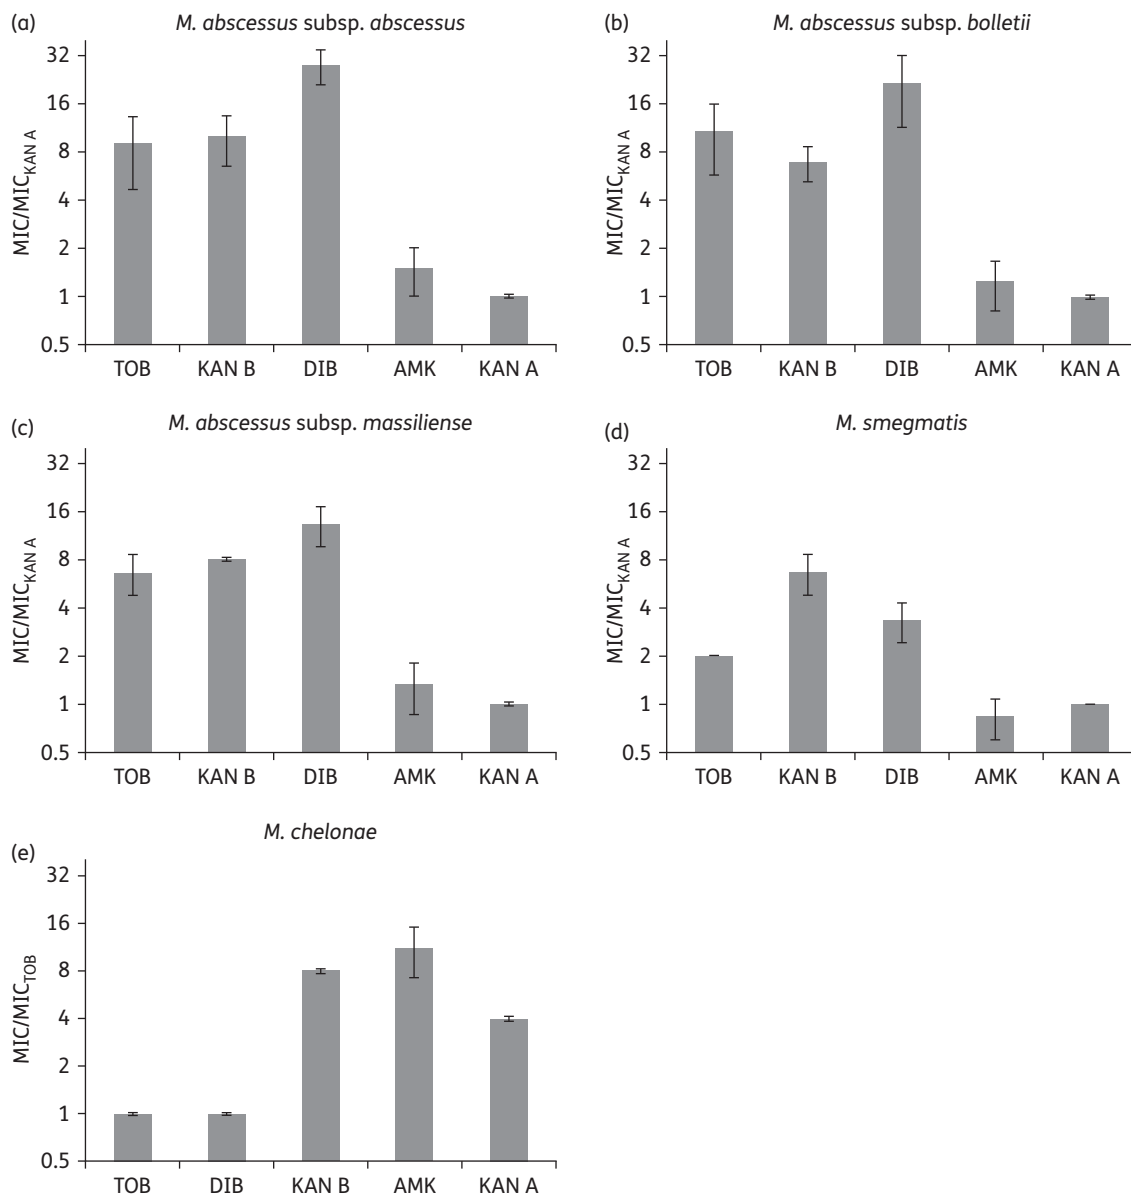 (a)
M. abscessus subsp. abscessus
32
16
8
4
2
1
0.5
MIC/MICKAN A
TOB KAN B DIB AMK KAN A
(b)
M. abscessus subsp. bolletii
32
16
8
4
2
1
0.5
MIC/MICKAN A
TOB KAN B DIB AMK KAN A
(c)
M. abscessus subsp. massiliense
32
16
8
4
2
1
0.5
MIC/MICKAN A
TOB KAN B DIB AMK KAN A
(d)
M. smegmatis
32
16
8
4
2
1
0.5
MIC/MICKAN A
TOB KAN B DIB AMK KAN A
(e)
M. chelonae
32
16
8
4
2
1
0.5
MIC/MICTOB
TOB DIB KAN B AMK KAN A